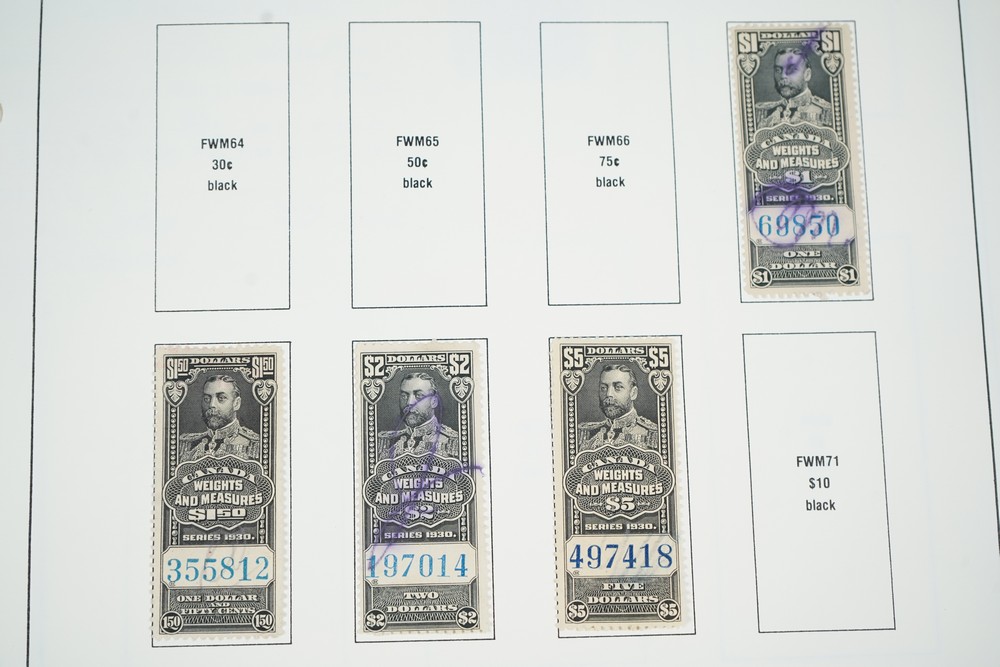 FWM64
30¢
black
FWM65
50¢
black
FWM66
75¢
black
$1 DOLLAR $1
CANADA
WEIGHTS
AND MEASURES
$1
SERIES 1930.
69850
ONE
DOLLAR
$1 $1
$1.50 DOLLARS $1.50
CANADA
WEIGHTS
AND MEASURES
$1.50
SERIES 1930.
355812
ONE DOLLAR
AND
FIFTY CENTS
1.50 1.50
$2 DOLLARS $2
CANADA
WEIGHTS
AND MEASURES
$2
SERIES 1930.
197014
TWO
DOLLARS
$2 $2
$5 DOLLARS $5
CANADA
WEIGHTS
AND MEASURES
$5
SERIES 1930.
497418
FIVE
DOLLARS
$5 $5
FWM71
$10
black